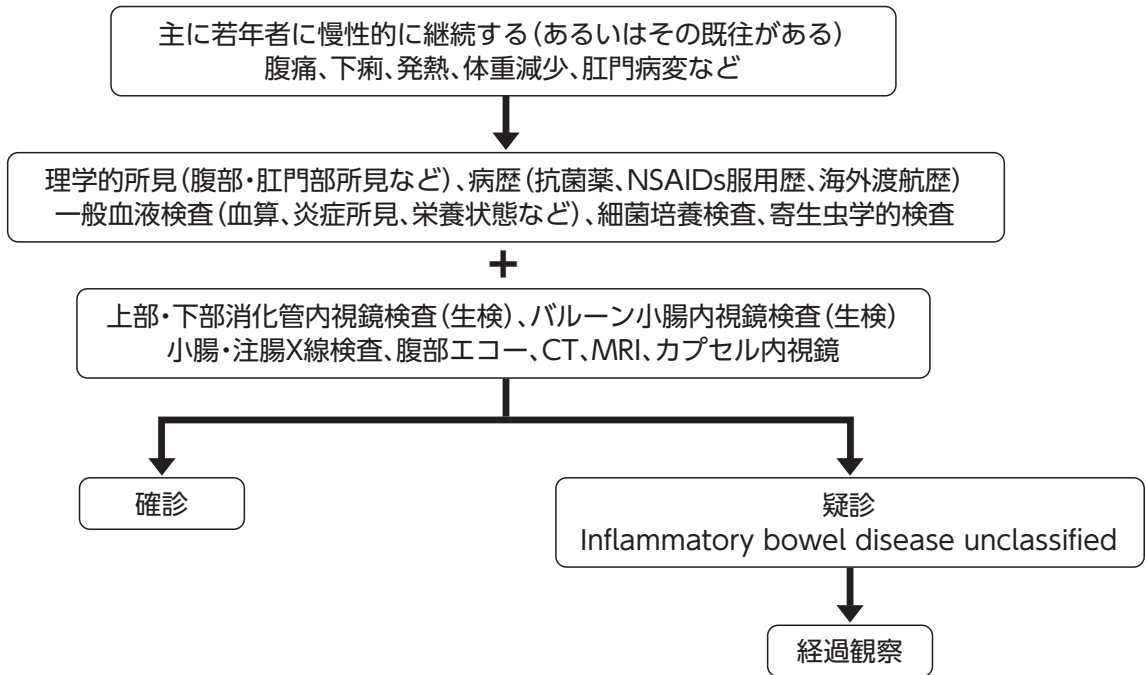 主に若年者に慢性的に継続する(あるいはその既往がある)
腹痛、下痢、発熱、体重減少、肛門病変など
理学的所見(腹部・肛門部所見など)、病歴(抗菌薬、NSAIDs服用歴、海外渡航歴)
一般血液検査(血算、炎症所見、栄養状態など)、細菌培養検査、寄生虫学的検査
+
上部・下部消化管内視鏡検査(生検)、バルーン小腸内視鏡検査(生検)
小腸・注腸X線検査、腹部エコー、CT、MRI、カプセル内視鏡
確診
疑診
Inflammatory bowel disease unclassified
経過観察